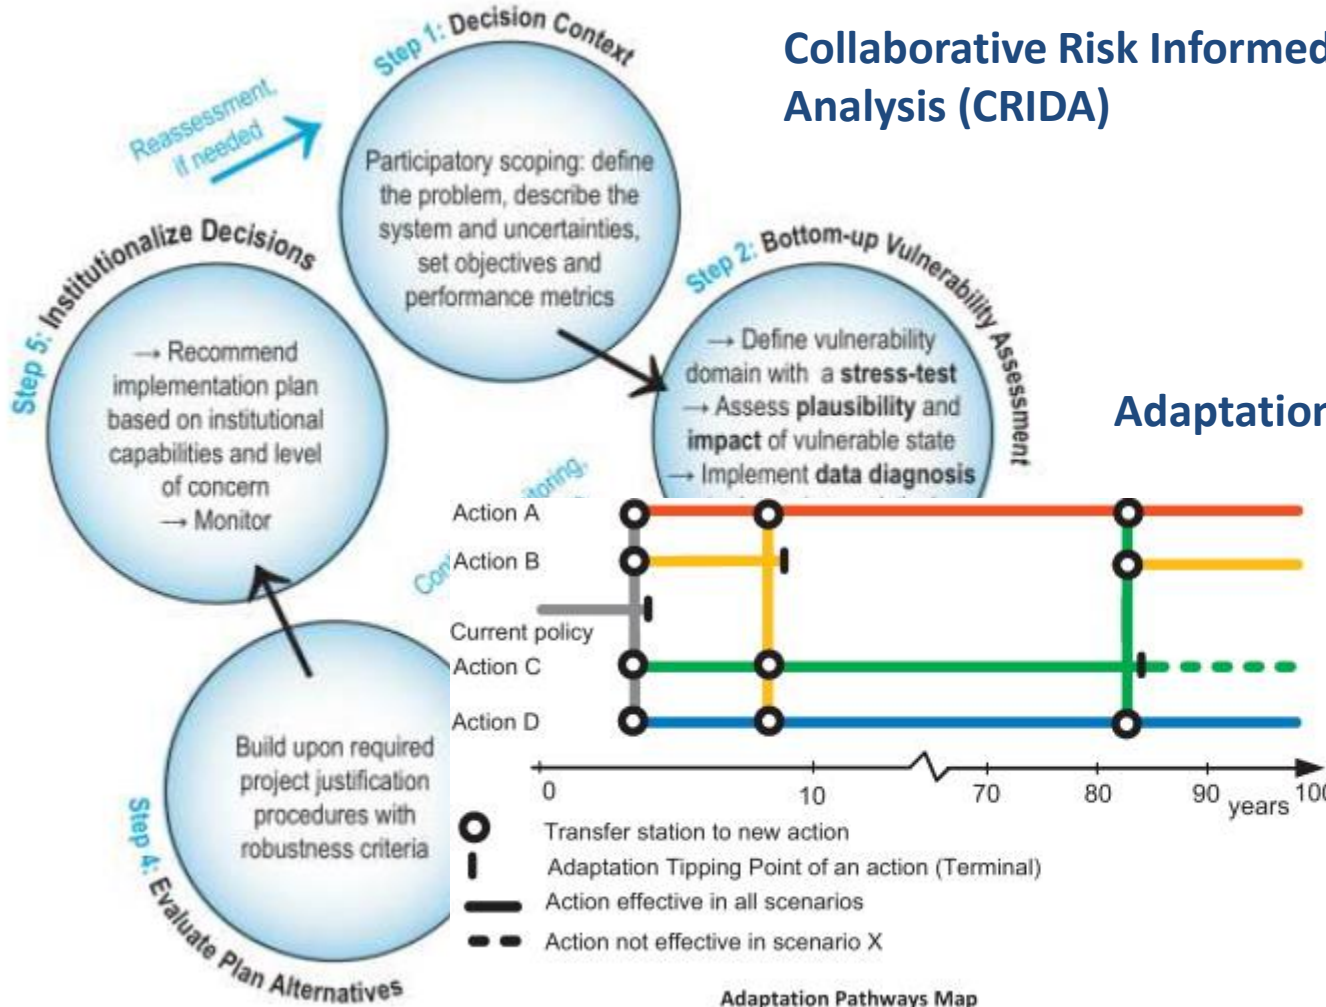 Collaborative Risk Informed
Analysis (CRIDA)
Step 1: Decision Context
Reassessment,
if needed
Participatory scoping: define
the problem, describe the
system and uncertainties,
set objectives and
performance metrics
Step 2: Bottom-up Vulnerability Assessment
→ Define vulnerability
domain with a stress-test
→ Assess plausibility and
impact of vulnerable state
→ Implement data diagnosis
Adaptation
Step 5: Institutionalize Decisions
→ Recommend
implementation plan
based on institutional
capabilities and level
of concern
→ Monitor
Step 4: Evaluate Plan Alternatives
Build upon required
project justification
procedures with
robustness criteria
Action A
Action B
Current policy
Action C
Action D
0 10 70 80 90 years 100
Transfer station to new action
Adaptation Tipping Point of an action (Terminal)
Action effective in all scenarios
Action not effective in scenario X
Adaptation Pathways Map